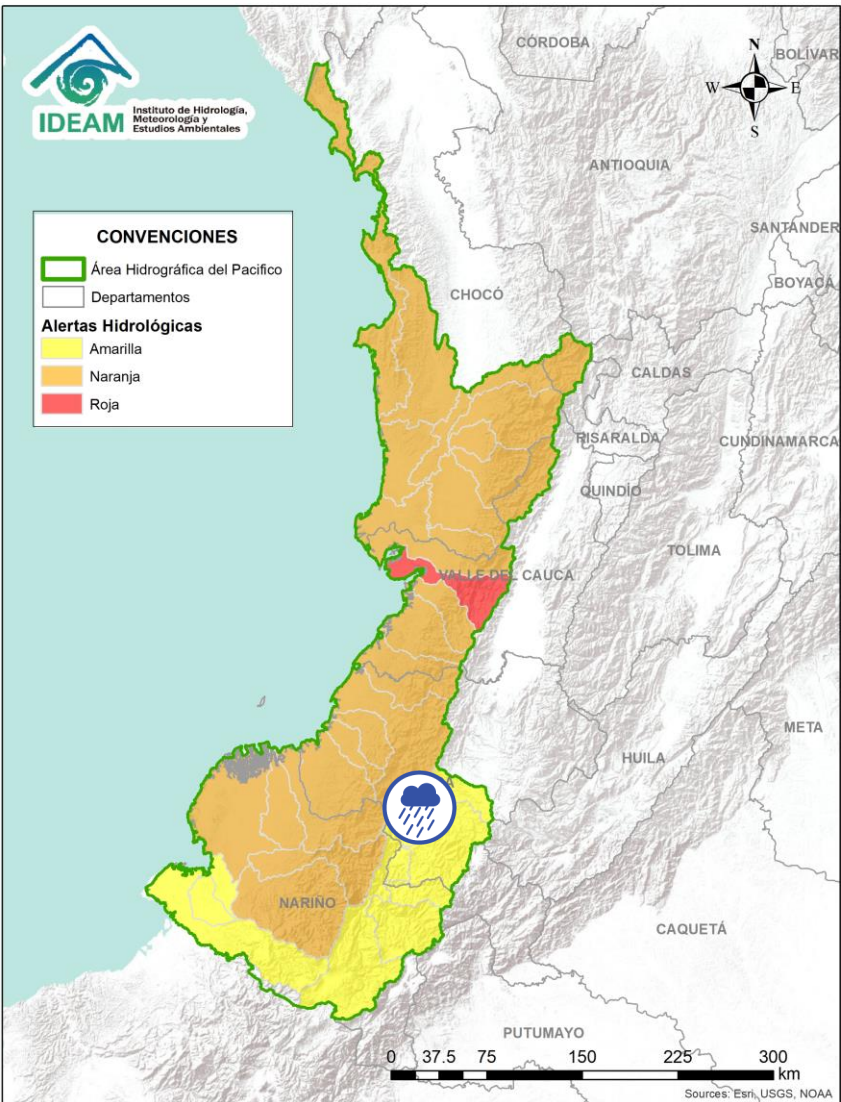 IDEAM
Instituto de Hidrología,
Meteorología y
Estudios Ambientales
N
W
E
S
CONVENCIONES
Área Hidrográfica del Pacifico
Departamentos
Alertas Hidrológicas
Amarilla
Naranja
Roja
CÓRDOBA
BOLÍVAR
ANTIOQUIA
SANTANDER
BOYACÁ
CHOCÓ
CALDAS
RISARALDA
CUNDINAMARCA
QUINDÍO
TOLIMA
VALLE DEL CAUCA
META
HUILA
NARIÑO
CAQUETÁ
PUTUMAYO
0 37.5 75 150 225 300
km
Sources: Esri, USGS, NOAA